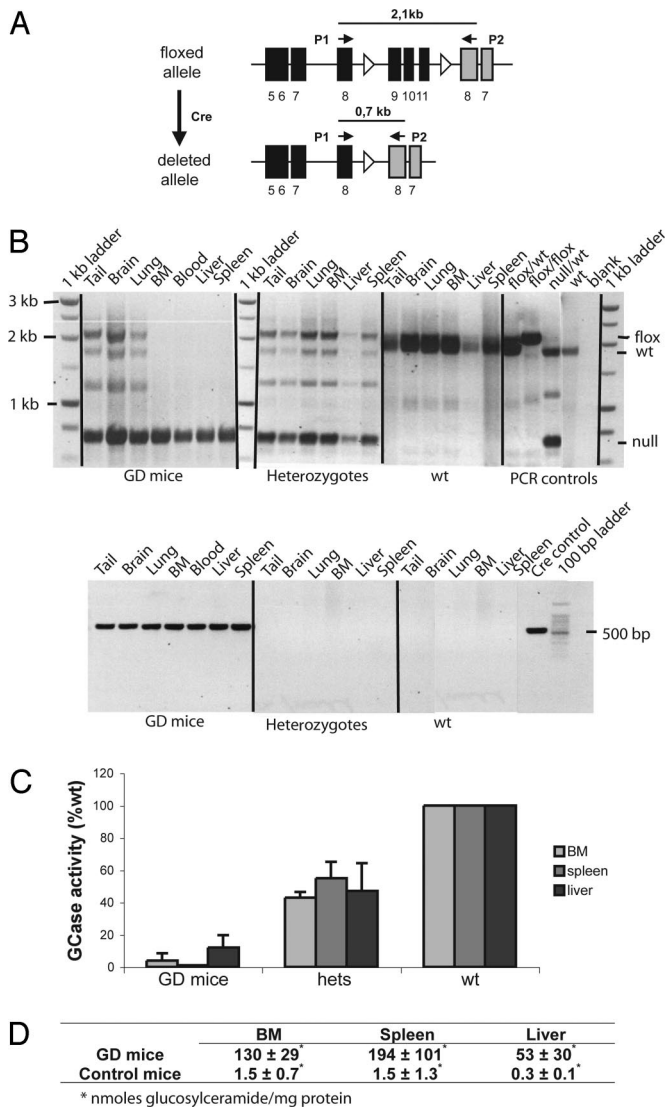 A
2,1kb
P1
P2
floxed
allele
5 6 7 8 9 10 11 8 7
Cre
0,7 kb
P1
P2
deleted
allele
5 6 7 8 8 7
B
1 kb ladder Tail Brain Lung BM Blood Liver Spleen 1 kb ladder Tail Brain Lung BM Liver Spleen Tail Brain Lung BM Liver Spleen flox/wt flox/flox null/wt wt blank 1 kb ladder
3 kb
2 kb
flox
wt
1 kb
null
GD mice Heterozygotes wt PCR controls
Tail Brain Lung BM Blood Liver Spleen Tail Brain Lung BM Liver Spleen Tail Brain Lung BM Liver Spleen Cre control 100 bp ladder
500 bp
GD mice Heterozygotes wt
C
GCase activity (%wt)
120
100
80
60
40
20
0
GD mice hets wt
BM
spleen
liver
D
BM Spleen Liver
GD mice 130 ± 29* 194 ± 101* 53 ± 30*
Control mice 1.5 ± 0.7* 1.5 ± 1.3* 0.3 ± 0.1*
* nmoles glucosylceramide/mg protein